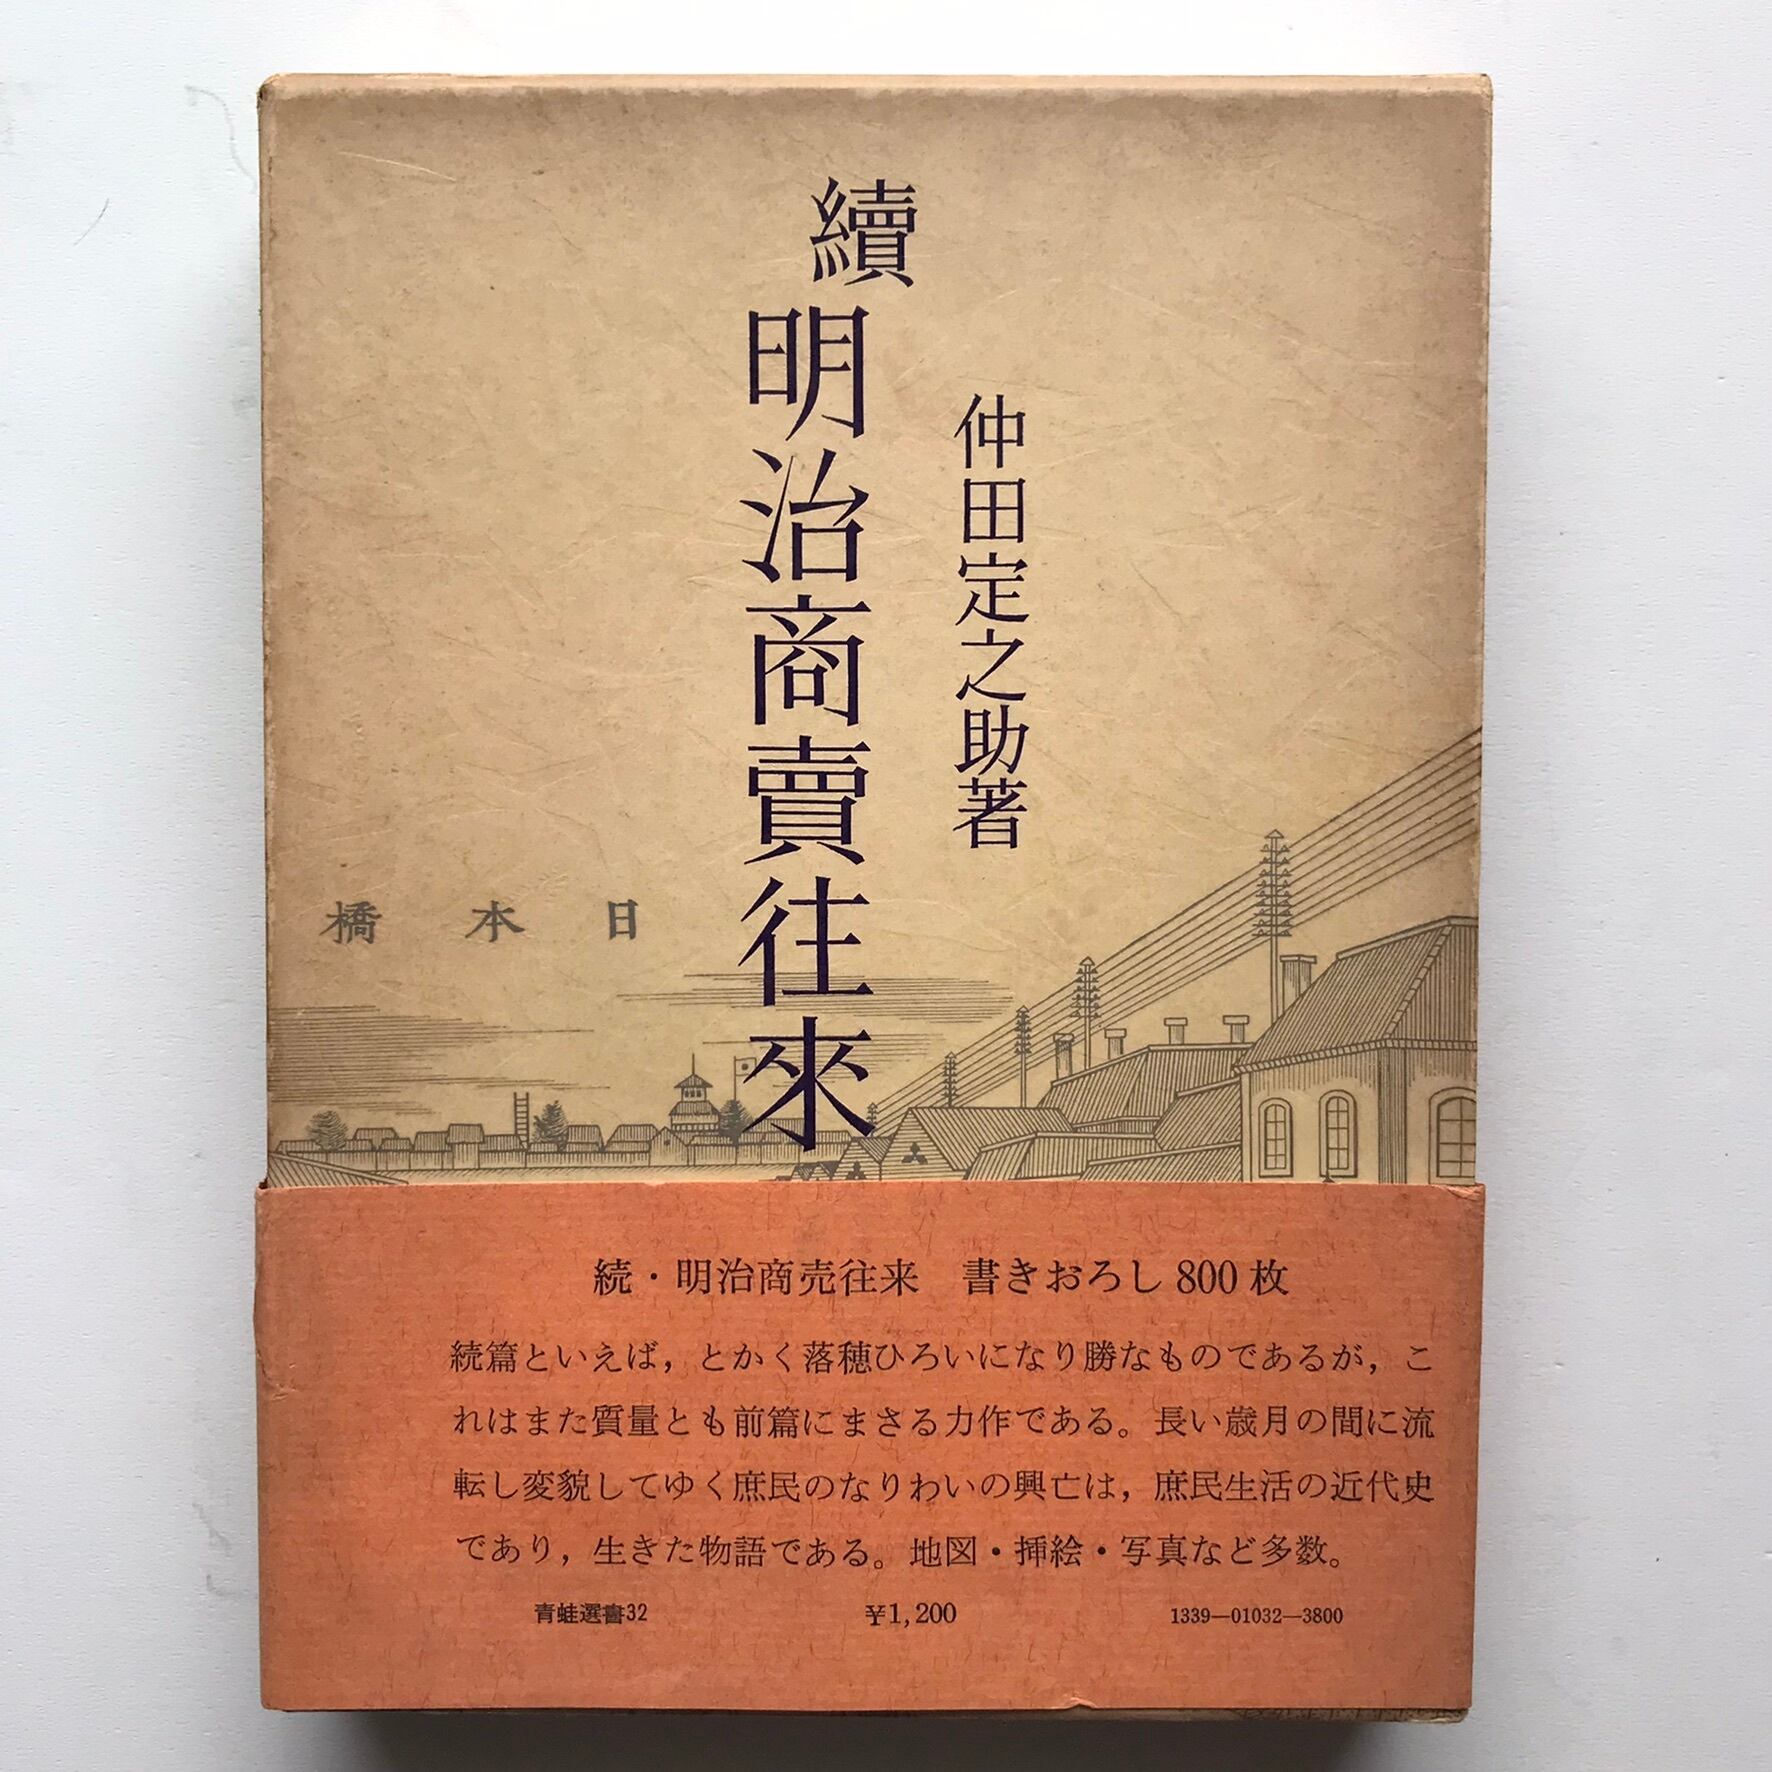 續
明治商賣往來
仲田定之助著
日本橋
続・明治商売往来　書きおろし 800 枚
続篇といえば，とかく落穂ひろいになり勝なものであるが，こ
れはまた質量とも前篇にまさる力作である。長い歳月の間に流
転し変貌してゆく庶民のなりわいの興亡は，庶民生活の近代史
であり，生きた物語である。地図・挿絵・写真など多数。
青蛙選書32　¥1,200　1339—01032—3800